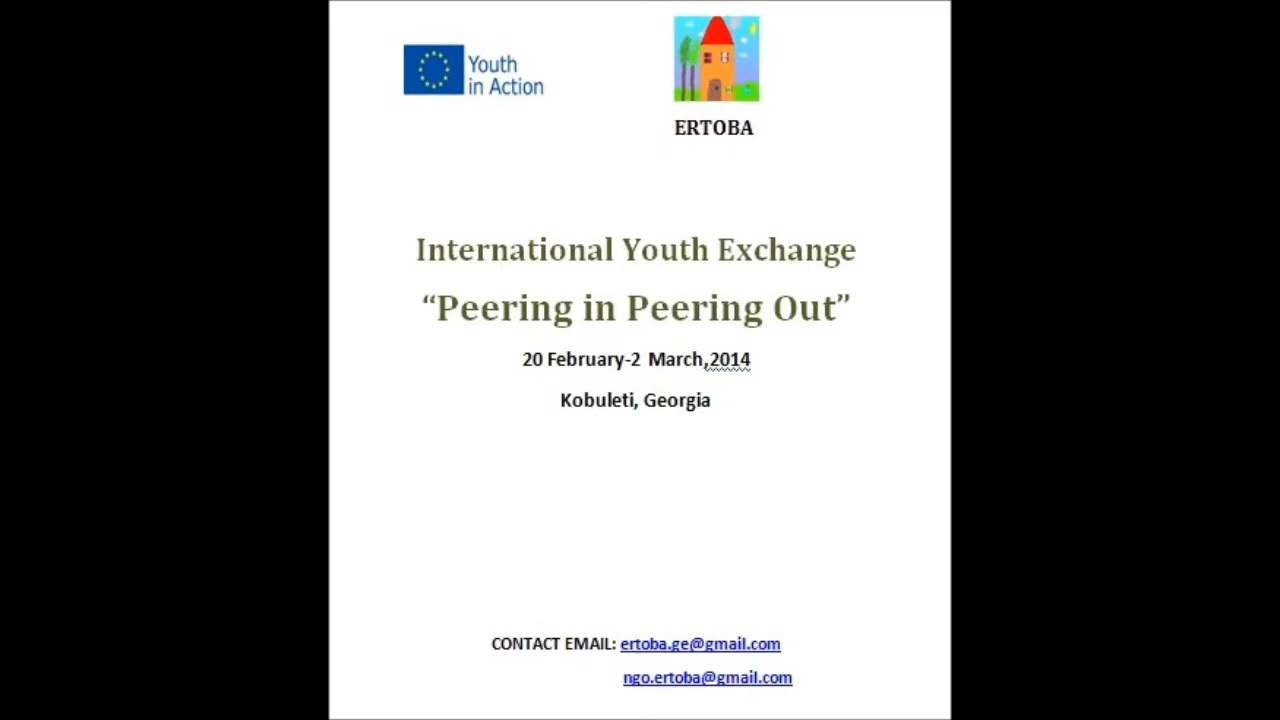 Youth
in Action
ERTOBA
International Youth Exchange
“Peering in Peering Out”
20 February-2 March,2014
Kobuleti, Georgia
CONTACT EMAIL: ertoba.ge@gmail.com
ngo.ertoba@gmail.com